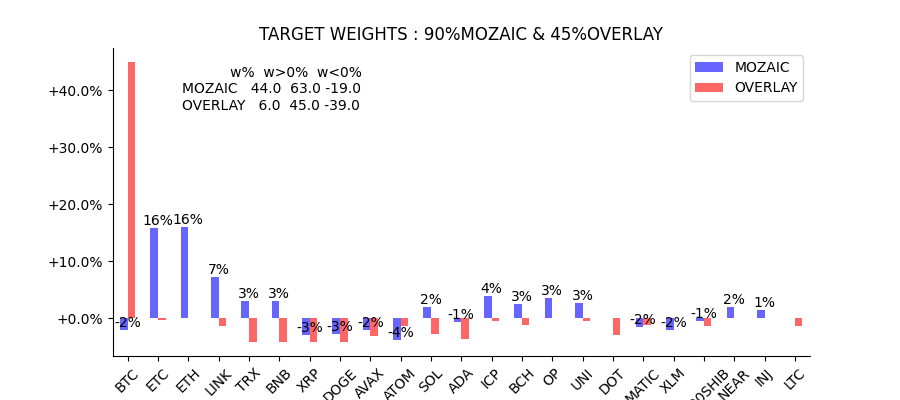 TARGET WEIGHTS : 90%MOZAIC & 45%OVERLAY
w% w>0% w<0%
MOZAIC 44.0 63.0 -19.0
OVERLAY 6.0 45.0 -39.0
MOZAIC
OVERLAY
+40.0%
+30.0%
+20.0%
+10.0%
+0.0%
-2% 16% 16% 7% 3% 3% -3% -3% -2% -4% 2% -1% 4% 3% 3% 3% -2% -2% -1% 2% 1%
BTC ETC ETH LINK TRX BNB XRP DOGE AVAX ATOM SOL ADA ICP BCH OP UNI DOT MATIC XLM NEAR INJ LTC